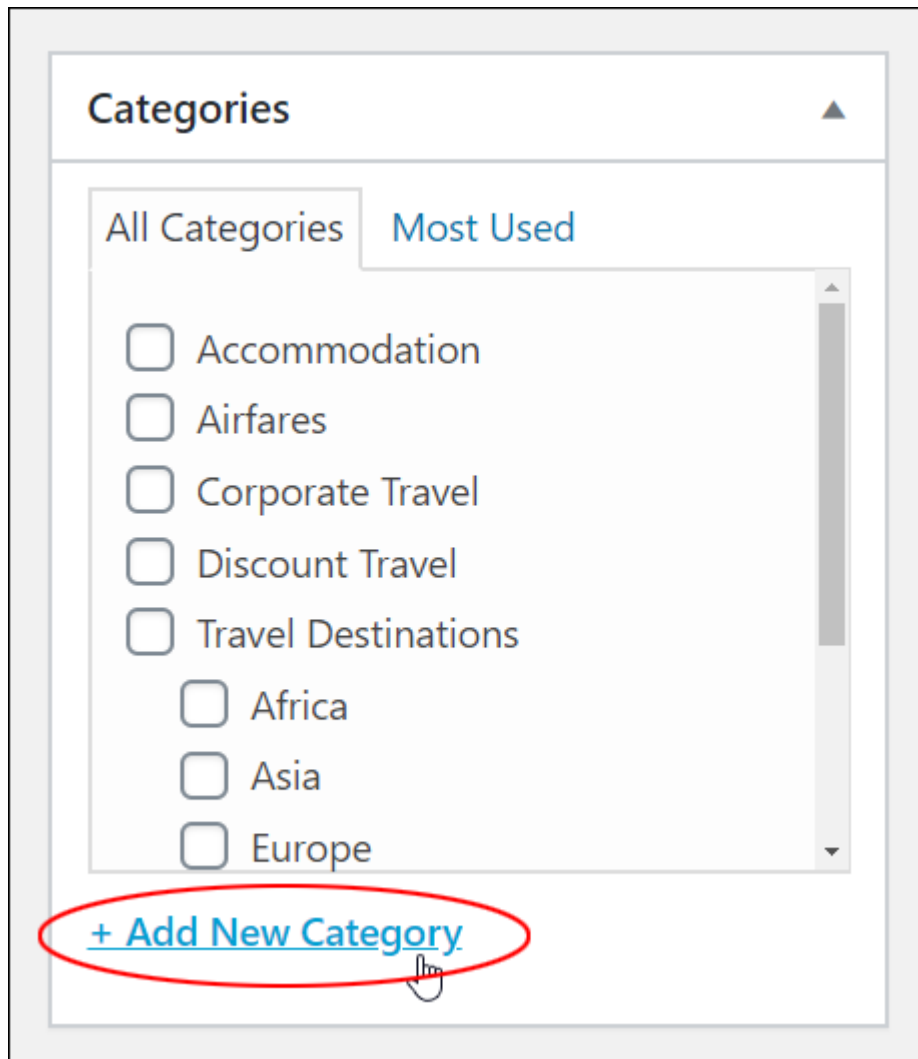 Categories
All Categories
Most Used
Accommodation
Airfares
Corporate Travel
Discount Travel
Travel Destinations
Africa
Asia
Europe
+ Add New Category